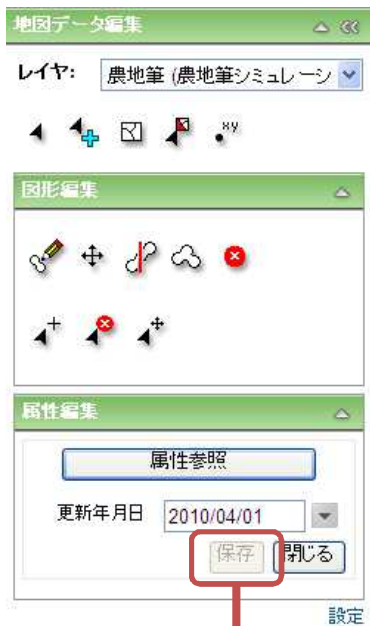 地図データ編集
レイヤ: 農地筆 (農地筆シミュレーシ
xy
図形編集
属性編集
属性参照
更新年月日 2010/04/01
保存 閉じる
設定